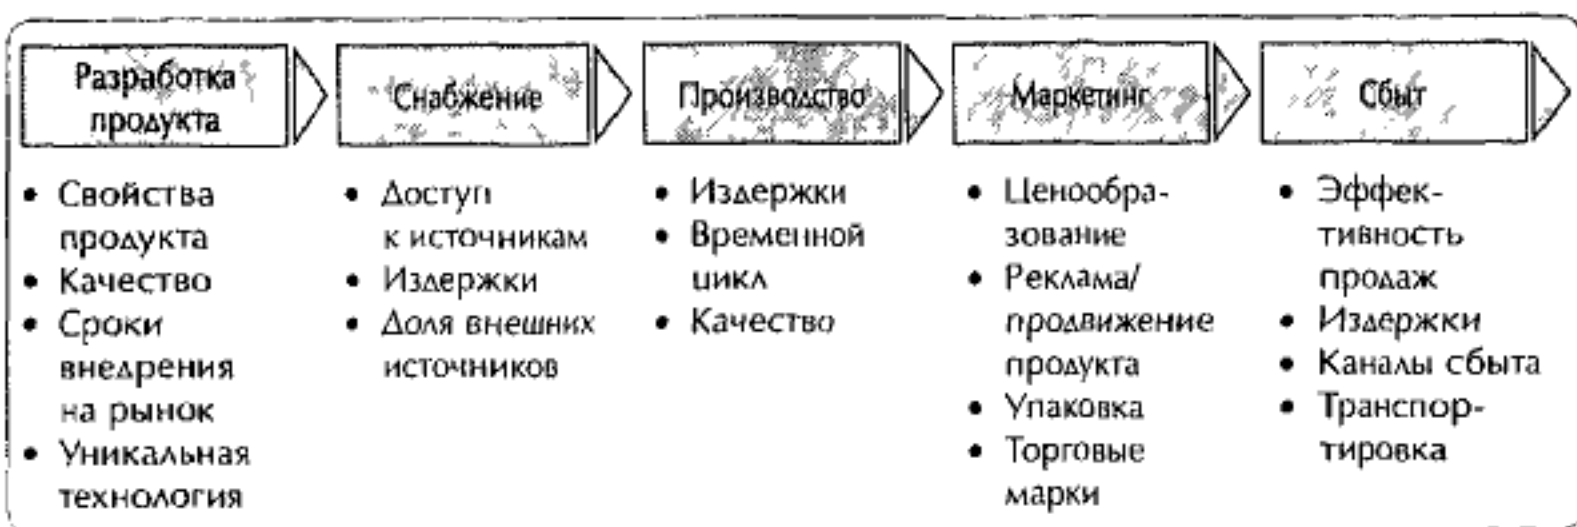 Разработка
продукта
Снабжение
Производство
Маркетинг
Сбыт
• Свойства
продукта
• Качество
• Сроки
внедрения
на рынок
• Уникальная
технология
• Доступ
к источникам
• Издержки
• Доля внешних
источников
• Издержки
• Временной
цикл
• Качество
• Ценообра-
зование
• Реклама/
продвижение
продукта
• Упаковка
• Торговые
марки
• Эффек-
тивность
продаж
• Издержки
• Каналы сбыта
• Транспор-
тировка